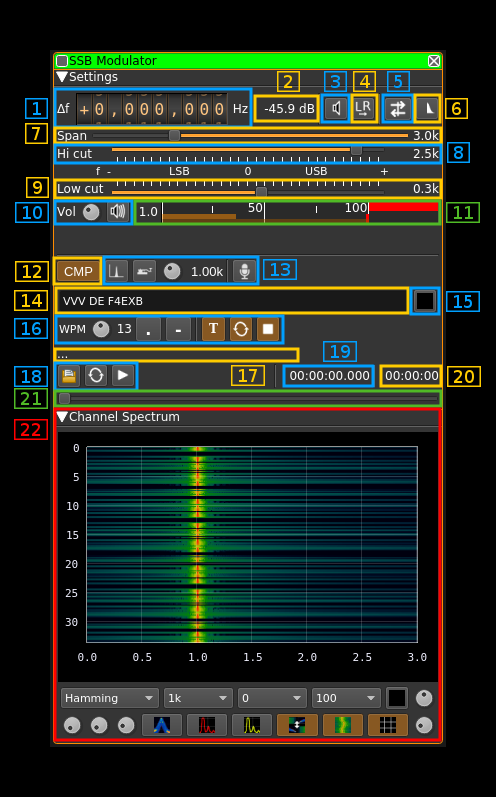 SSB Modulator
Settings
2 3 4 5
1 Δf +0,000,000 Hz -45.9 dB LR 6
7 Span 3.0k
Hi cut 2.5k 8
f - LSB 0 USB +
9 Low cut 0.3k
10 Vol 1.0 50 100 11
12 CMP 1.00k 13
14 VVV DE F4EXB 15
16 WPM 13 . - T
... 19
18 17 00:00:00.000 00:00:00 20
21
22 Channel Spectrum
0
5
10
15
20
25
30
0.0 0.5 1.0 1.5 2.0 2.5 3.0
Hamming 1k 0 100